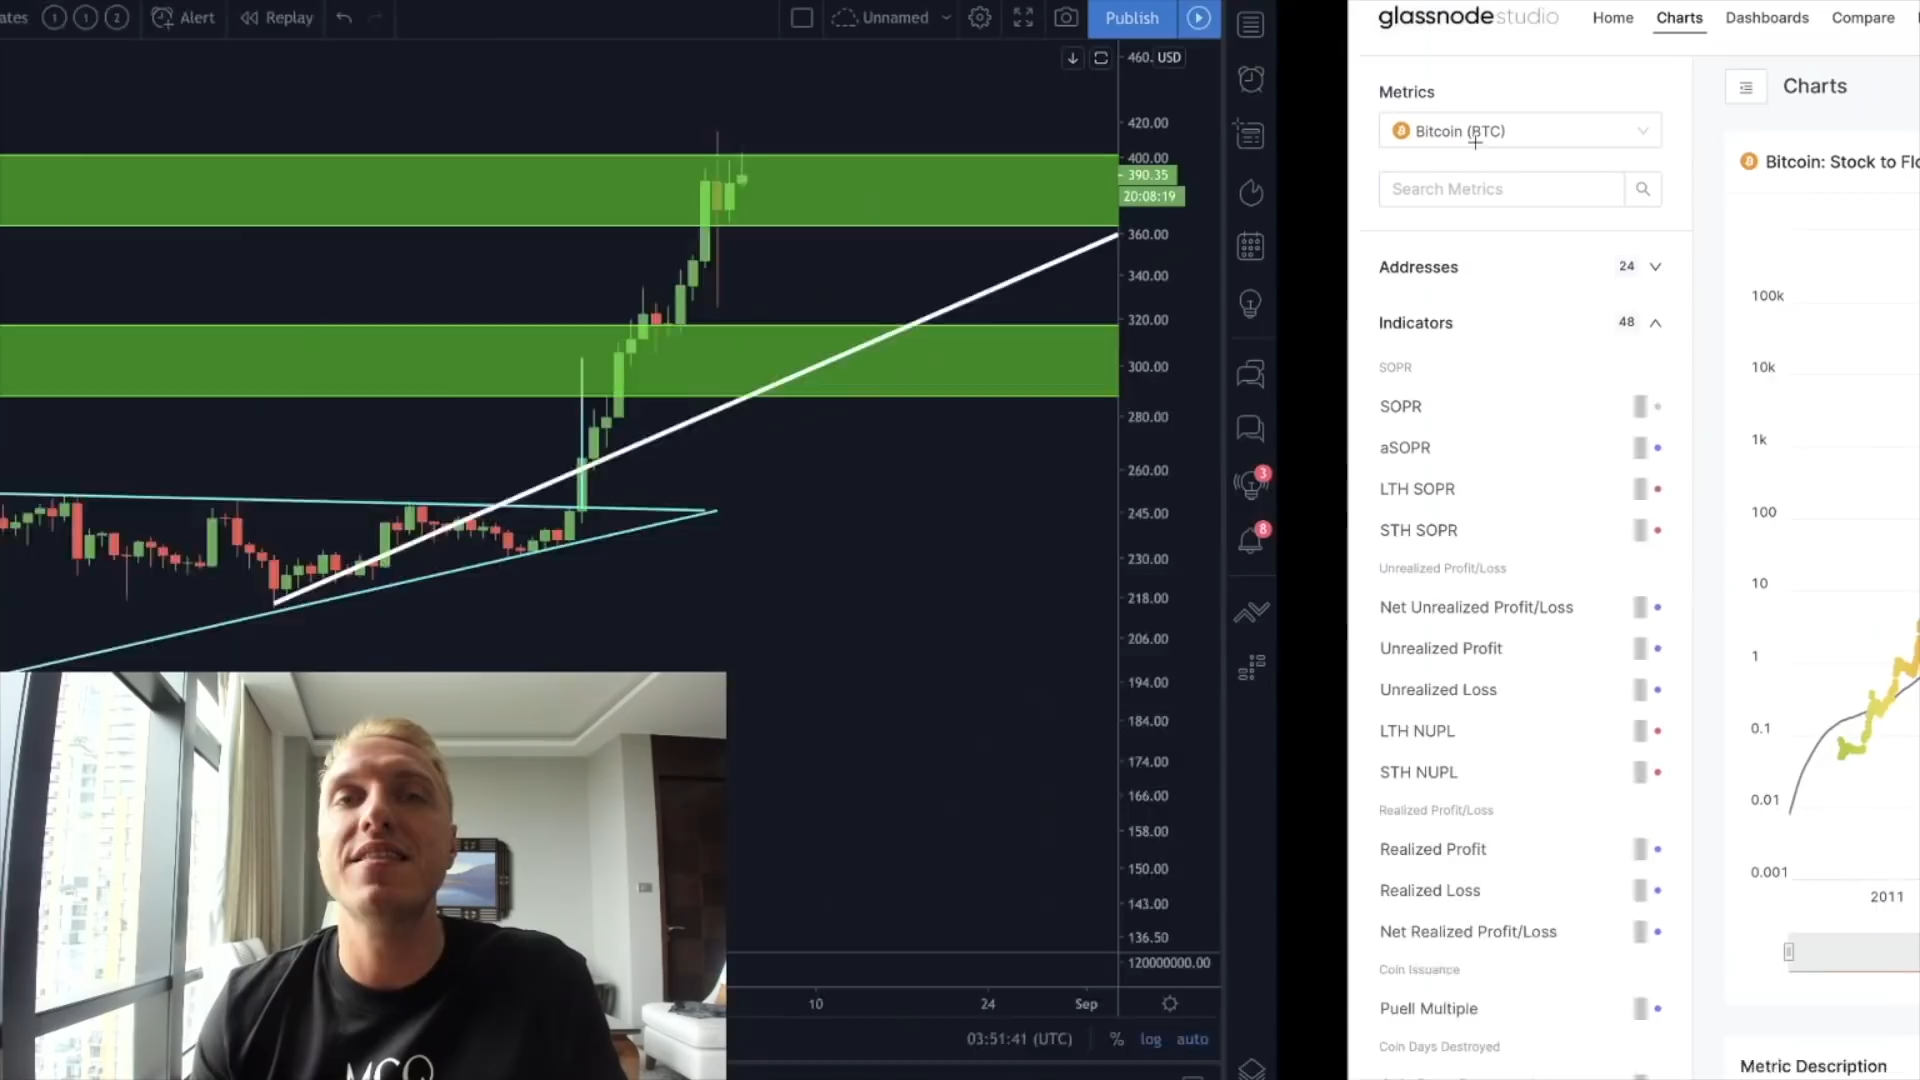 ates 1 1 2 Alert Replay Unnamed Publish
460. USD
420.00
400.00
390.35
20:08:19
360.00
340.00
320.00
300.00
280.00
260.00
245.00
230.00
218.00
206.00
194.00
184.00
174.00
166.00
158.00
150.00
143.00
136.50
120000000.00
10 24 Sep
03:51:41 (UTC) % log auto
3
8
MCQ
glassnodestudio Home Charts Dashboards Compare
Metrics
Bitcoin (BTC)
Search Metrics
Addresses 24
Indicators 48
SOPR
SOPR
aSOPR
LTH SOPR
STH SOPR
Unrealized Profit/Loss
Net Unrealized Profit/Loss
Unrealized Profit
Unrealized Loss
LTH NUPL
STH NUPL
Realized Profit/Loss
Realized Profit
Realized Loss
Net Realized Profit/Loss
Coin Issuance
Puell Multiple
Coin Days Destroyed
Charts
Bitcoin: Stock to Flo
100k
10k
1k
100
10
1
0.1
0.01
0.001
2011
Metric Description